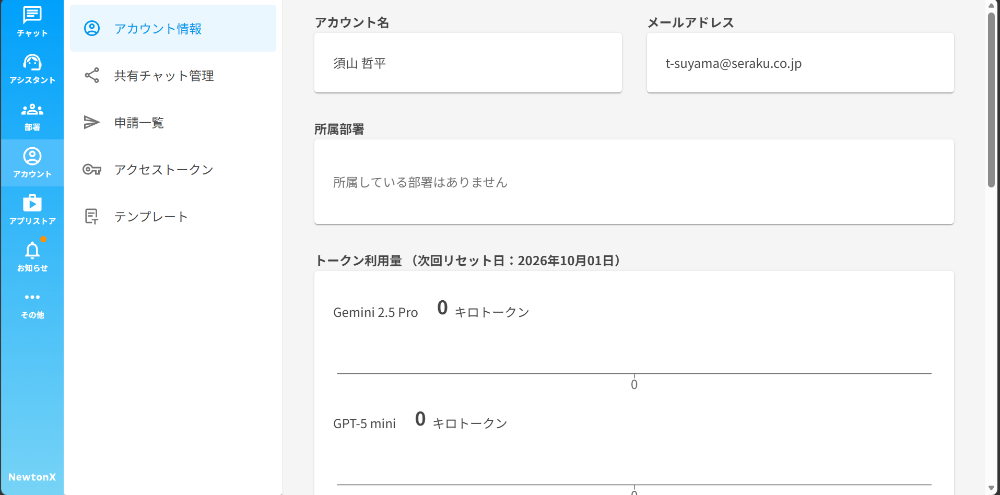 チャット
アシスタント
部署
アカウント
アプリストア
お知らせ
その他
NewtonX
アカウント情報
共有チャット管理
申請一覧
アクセストークン
テンプレート
アカウント名
須山 哲平
メールアドレス
t-suyama@seraku.co.jp
所属部署
所属している部署はありません
トークン利用量 （次回リセット日：2026年10月01日）
Gemini 2.5 Pro 0 キロトークン
0
GPT-5 mini 0 キロトークン
0